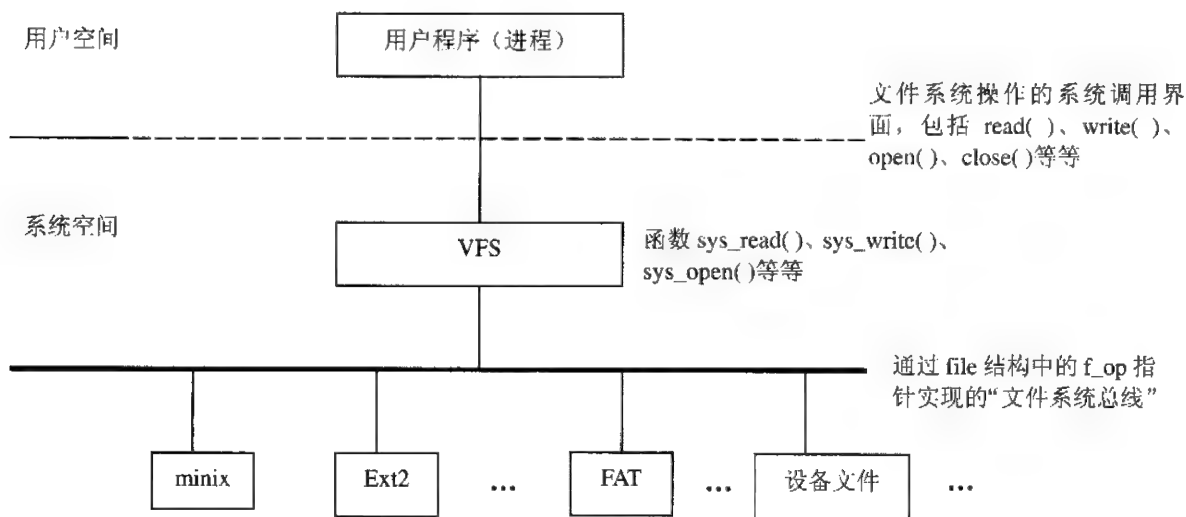 用户空间
用户程序（进程）
文件系统操作的系统调用界
面，包括 read( )、write( )、
open( )、close( )等等
系统空间
VFS
函数 sys_read( )、sys_write( )、
sys_open( )等等
通过 file 结构中的 f_op 指
针实现的“文件系统总线”
minix
Ext2
...
FAT
...
设备文件
...